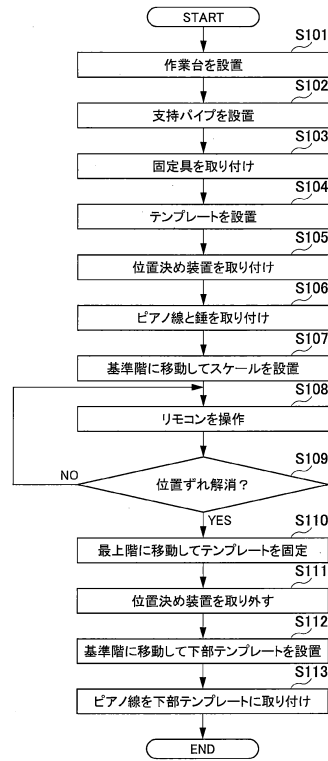 START
S101
作業台を設置
S102
支持パイプを設置
S103
固定具を取り付け
S104
テンプレートを設置
S105
位置決め装置を取り付け
S106
ピアノ線と錘を取り付け
S107
基準階に移動してスケールを設置
S108
リモコンを操作
S109
位置ずれ解消？
NO
YES
S110
最上階に移動してテンプレートを固定
S111
位置決め装置を取り外す
S112
基準階に移動して下部テンプレートを設置
S113
ピアノ線を下部テンプレートに取り付け
END